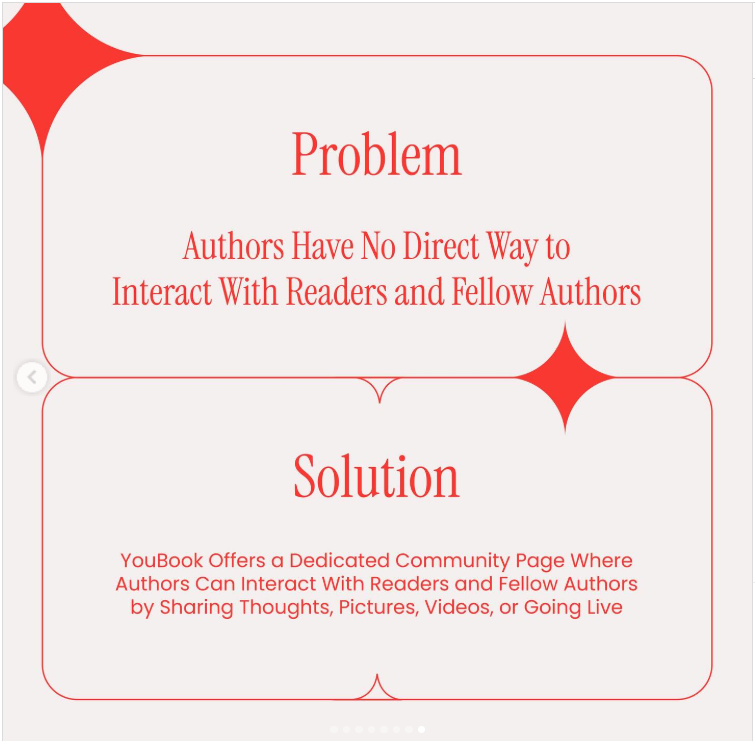 Problem
Authors Have No Direct Way to
Interact With Readers and Fellow Authors
Solution
YouBook Offers a Dedicated Community Page Where
Authors Can Interact With Readers and Fellow Authors
by Sharing Thoughts, Pictures, Videos, or Going Live